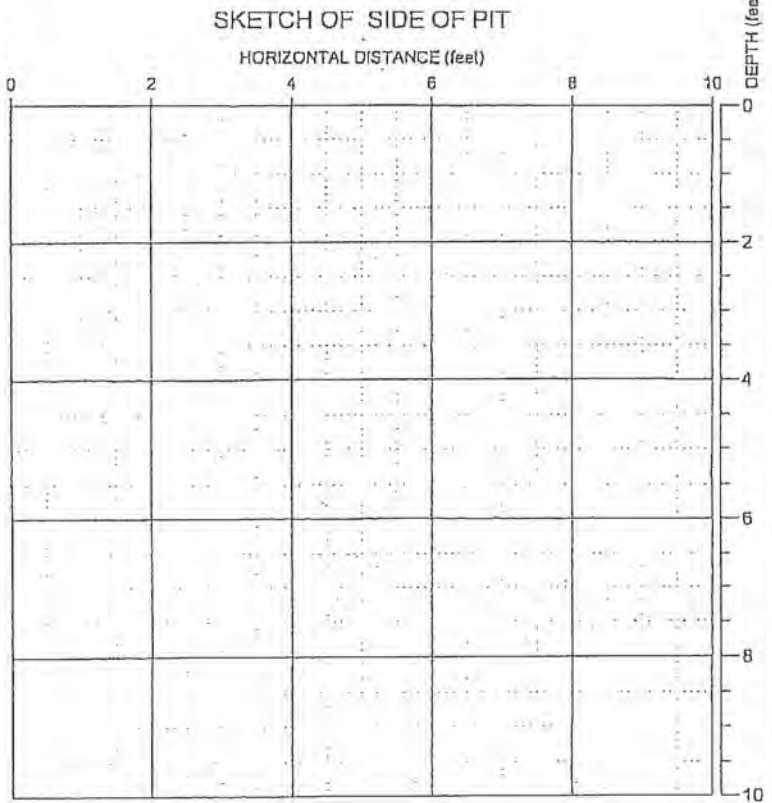 SKETCH OF SIDE OF PIT
HORIZONTAL DISTANCE (feet)
0 2 4 6 8 10
DEPTH (fee
0
2
4
6
8
10